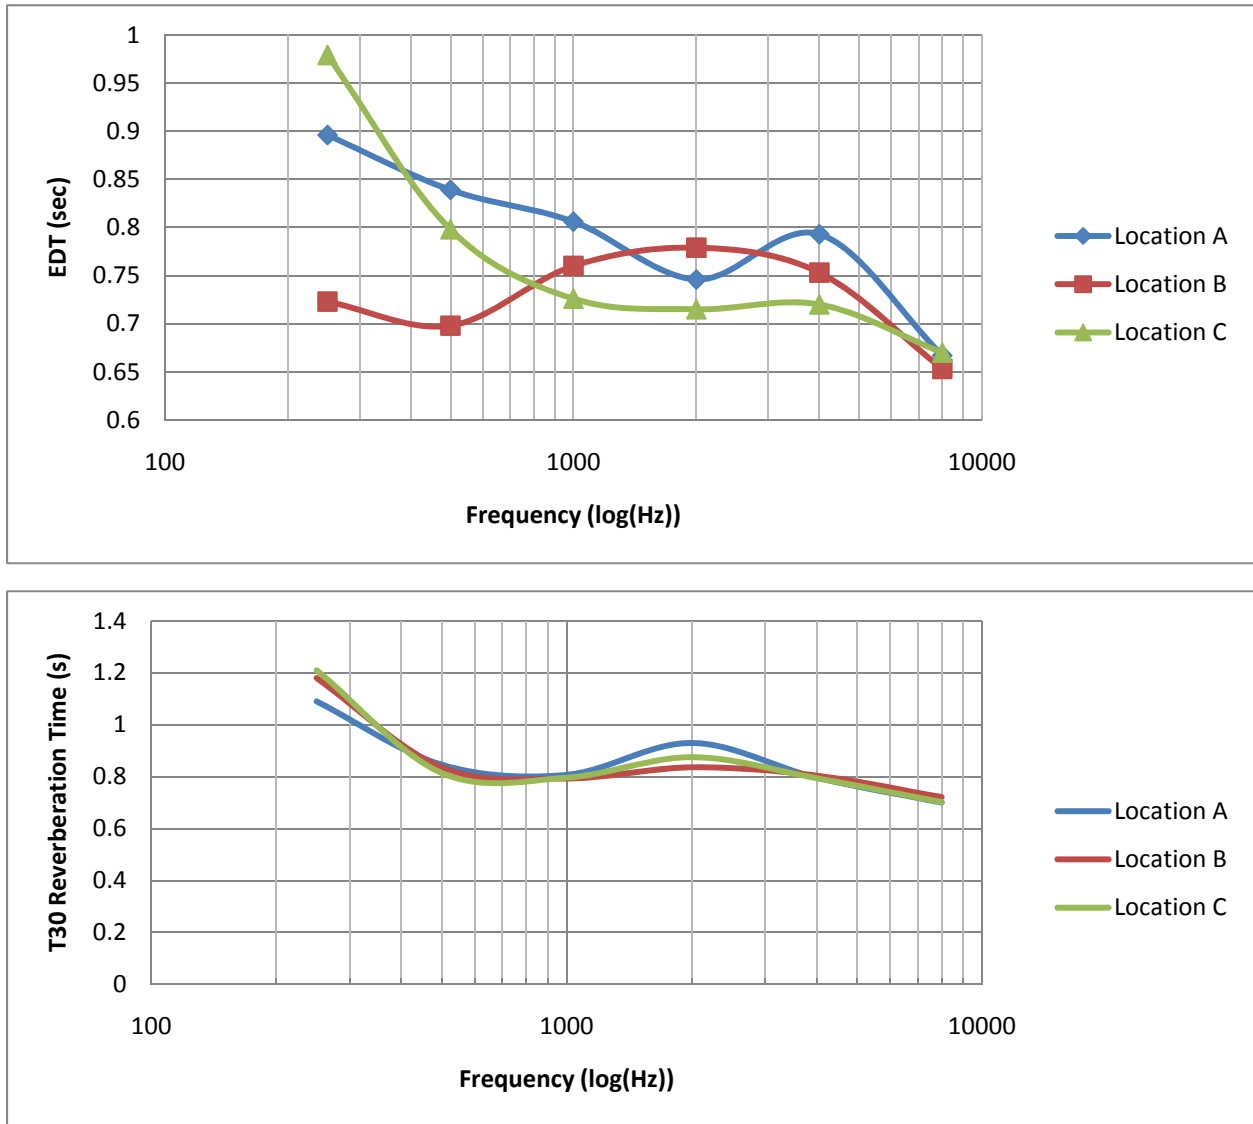 1
0.95
0.9
0.85
0.8
0.75
0.7
0.65
0.6
EDT (sec)
100
1000
10000
Frequency (log(Hz))
Location A
Location B
Location C
1.4
1.2
1
0.8
0.6
0.4
0.2
0
T30 Reverberation Time (s)
100
1000
10000
Frequency (log(Hz))
Location A
Location B
Location C